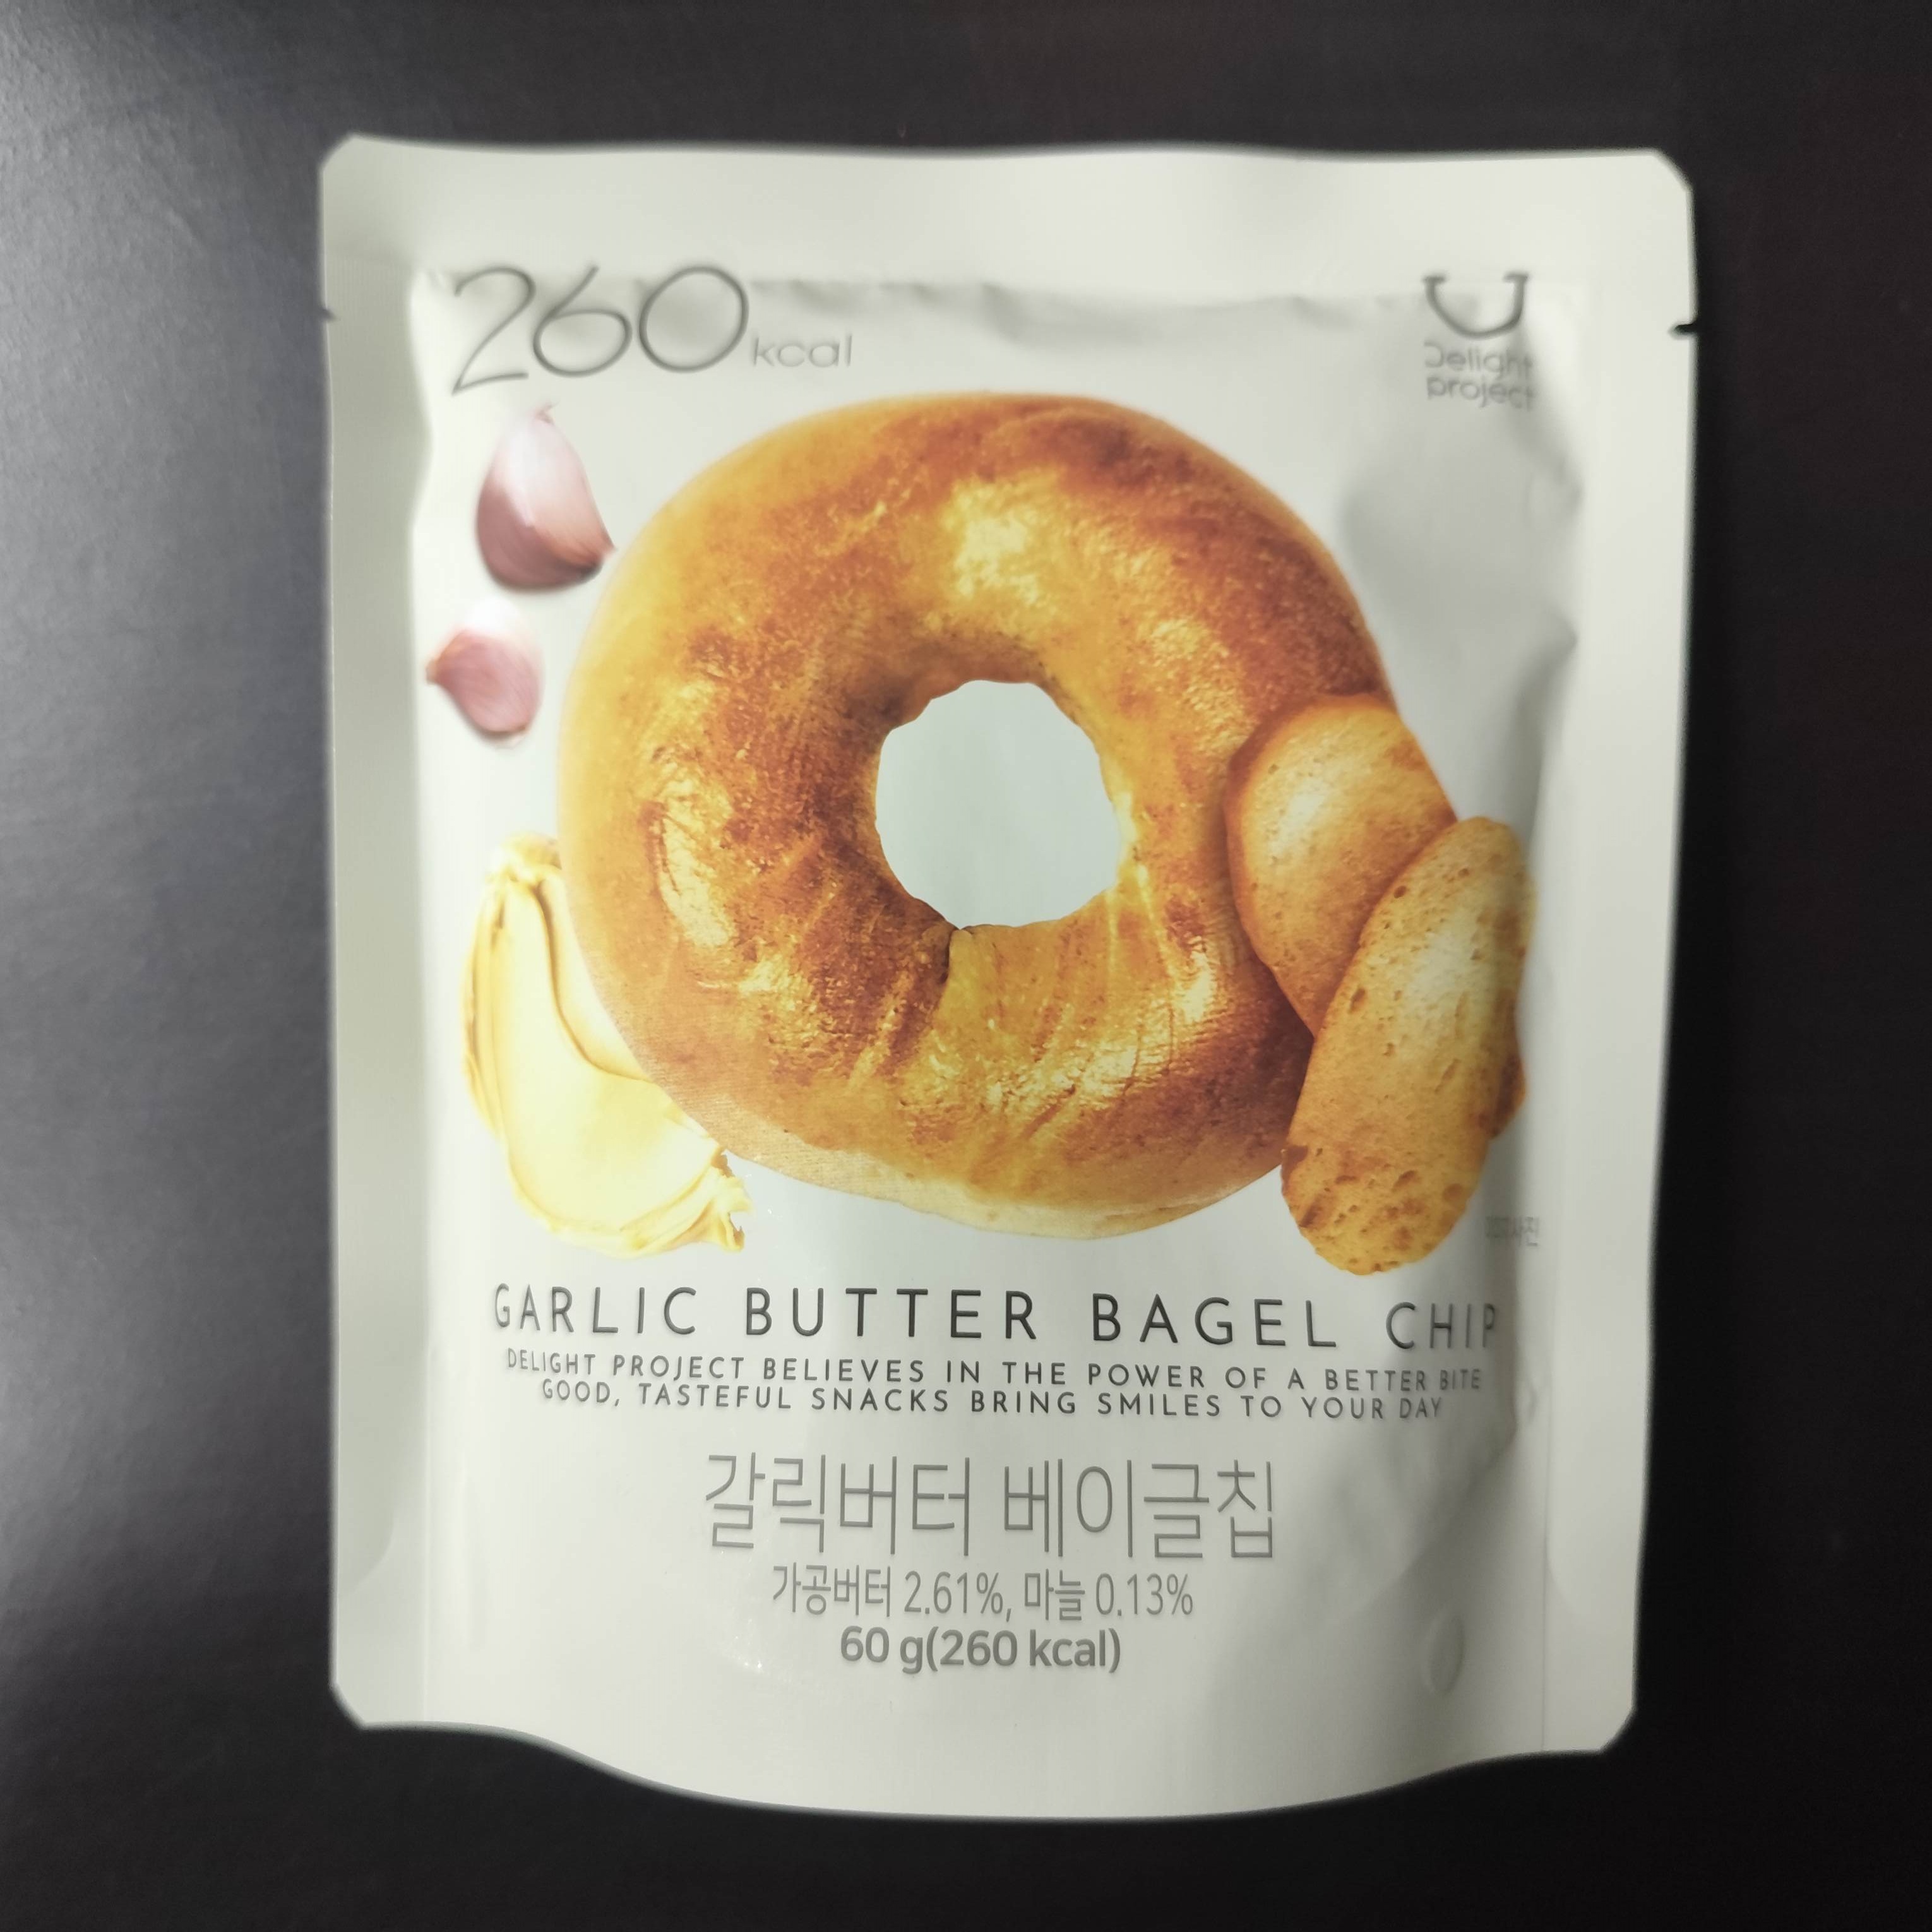 260 kcal
Delight
project
GARLIC BUTTER BAGEL CHIP
DELIGHT PROJECT BELIEVES IN THE POWER OF A BETTER BITE
GOOD, TASTEFUL SNACKS BRING SMILES TO YOUR DAY
갈릭버터 베이글칩
가공버터 2.61%, 마늘 0.13%
60 g(260 kcal)